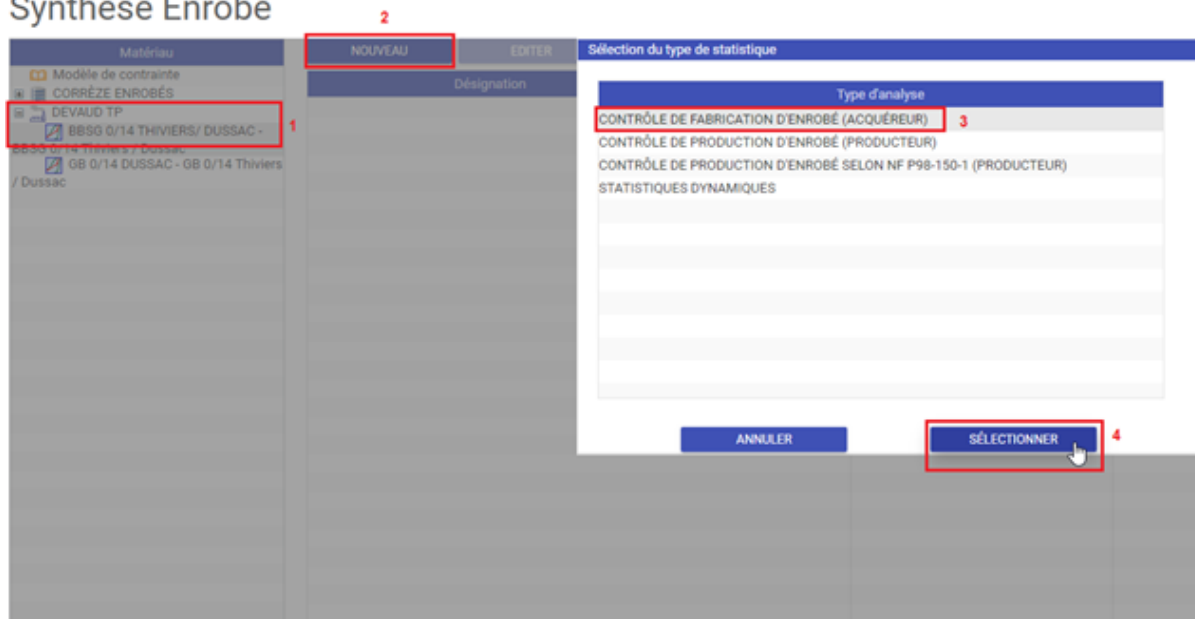 Synthèse Enrobé
2
Matériau
NOUVEAU
EDITER
Désignation
Modèle de contrainte
CORRÈZE ENROBÉS
DEVAUD TP
1
BBSG 0/14 THIVIERS/ DUSSAC -
BBSG 0/14 Thiviers / Dussac
GB 0/14 DUSSAC - GB 0/14 Thiviers
/ Dussac
Sélection du type de statistique
Type d'analyse
CONTRÔLE DE FABRICATION D'ENROBÉ (ACQUÉREUR)
3
CONTRÔLE DE PRODUCTION D'ENROBÉ (PRODUCTEUR)
CONTRÔLE DE PRODUCTION D'ENROBÉ SELON NF P98-150-1 (PRODUCTEUR)
STATISTIQUES DYNAMIQUES
ANNULER
SÉLECTIONNER
4